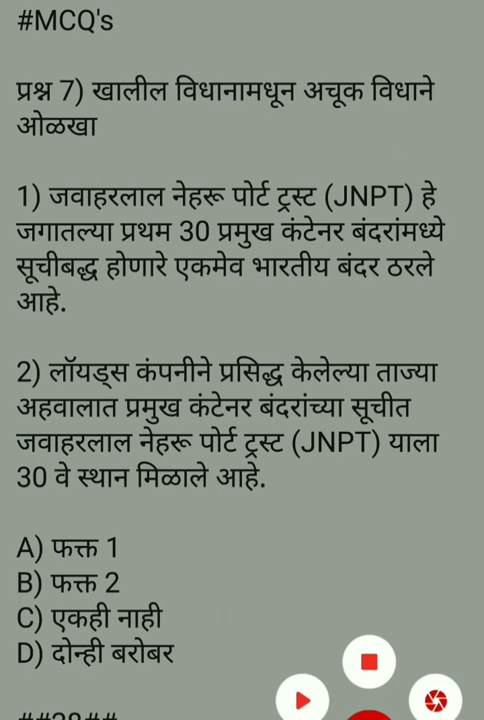 #MCQ's
प्रश्न 7) खालील विधानामधून अचूक विधाने
ओळखा
1) जवाहरलाल नेहरू पोर्ट ट्रस्ट (JNPT) हे
जगातल्या प्रथम 30 प्रमुख कंटेनर बंदरांमध्ये
सूचीबद्ध होणारे एकमेव भारतीय बंदर ठरले
आहे.
2) लॉयड्स कंपनीने प्रसिद्ध केलेल्या ताज्या
अहवालात प्रमुख कंटेनर बंदरांच्या सूचीत
जवाहरलाल नेहरू पोर्ट ट्रस्ट (JNPT) याला
30 वे स्थान मिळाले आहे.
A) फक्त 1
B) फक्त 2
C) एकही नाही
D) दोन्ही बरोबर